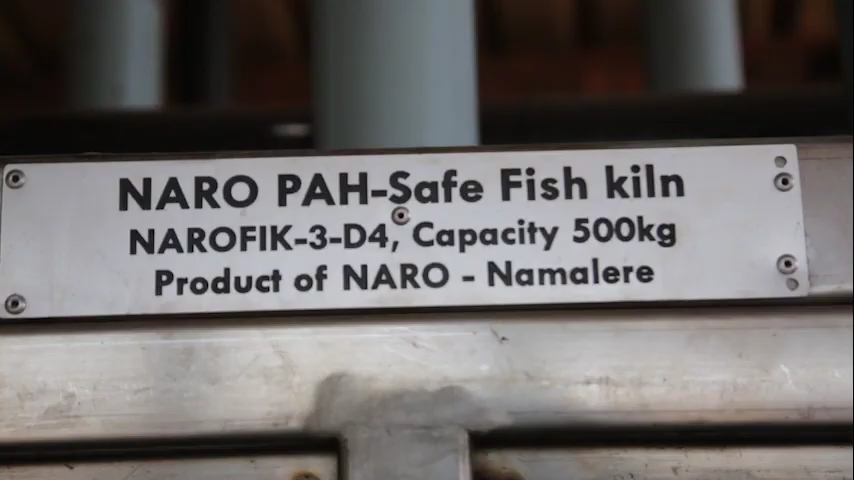 NARO PAH-Safe Fish kiln
NAROFIK-3-D4, Capacity 500kg
Product of NARO - Namalere